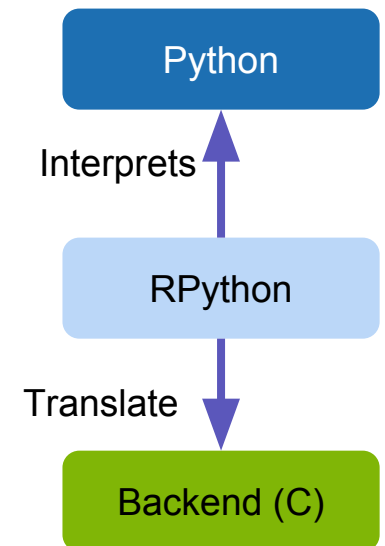 Python
Interprets
RPython
Translate
Backend (C)